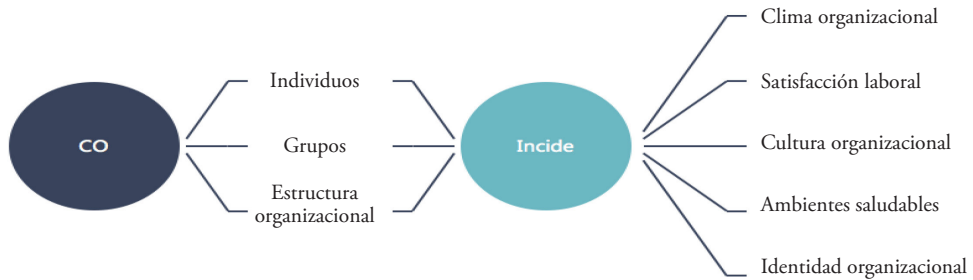 CO
Individuos
Grupos
Estructura
organizacional
Incide
Clima organizacional
Satisfacción laboral
Cultura organizacional
Ambientes saludables
Identidad organizacional